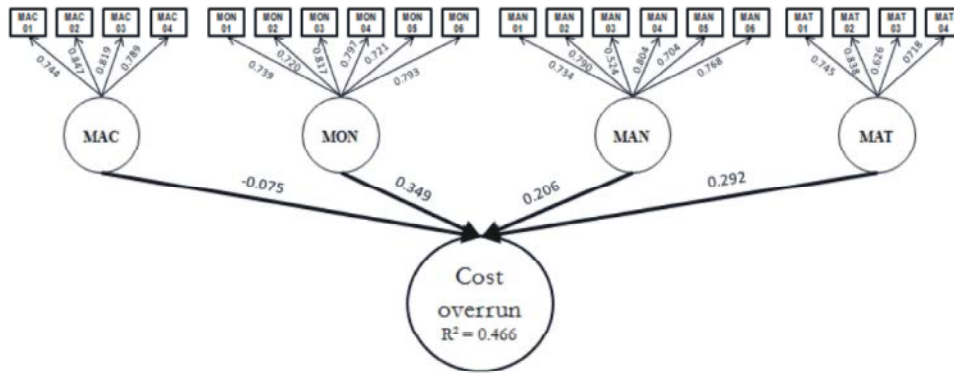 MAC 01
MAC 02
MAC 03
MAC 04
MON 01
MON 02
MON 03
MON 04
MON 05
MON 06
MAN 01
MAN 02
MAN 03
MAN 04
MAN 05
MAN 06
MAT 01
MAT 02
MAT 03
MAT 04
0.744
0.847
0.819
0.789
0.739
0.720
0.817
0.797
0.721
0.793
0.734
0.790
0.524
0.804
0.704
0.768
0.745
0.838
0.626
0718
MAC
MON
MAN
MAT
-0.075
0.349
0.206
0.292
Cost
overrun
R² = 0.466